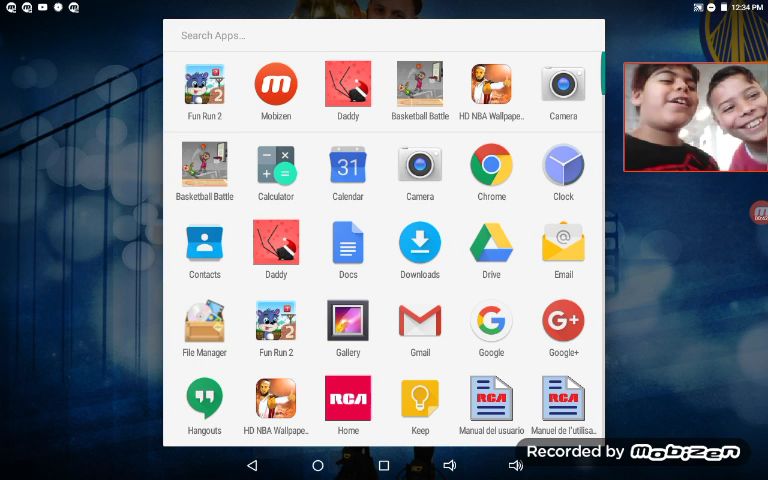 12:34 PM
Search Apps...
Fun Run 2
Mobizen
Daddy
Basketball Battle
HD NBA Wallpape..
Camera
Basketball Battle
Calculator
31
Calendar
Camera
Chrome
Clock
Contacts
Daddy
Docs
Downloads
Drive
Email
File Manager
Fun Run 2
Gallery
Gmail
Google
Google+
RCA
RCA
RCA
Hangouts
HD NBA Wallpape..
Home
Keep
Manual del usuario
Manuel de l'utilisa..
00:42
Recorded by mobizen